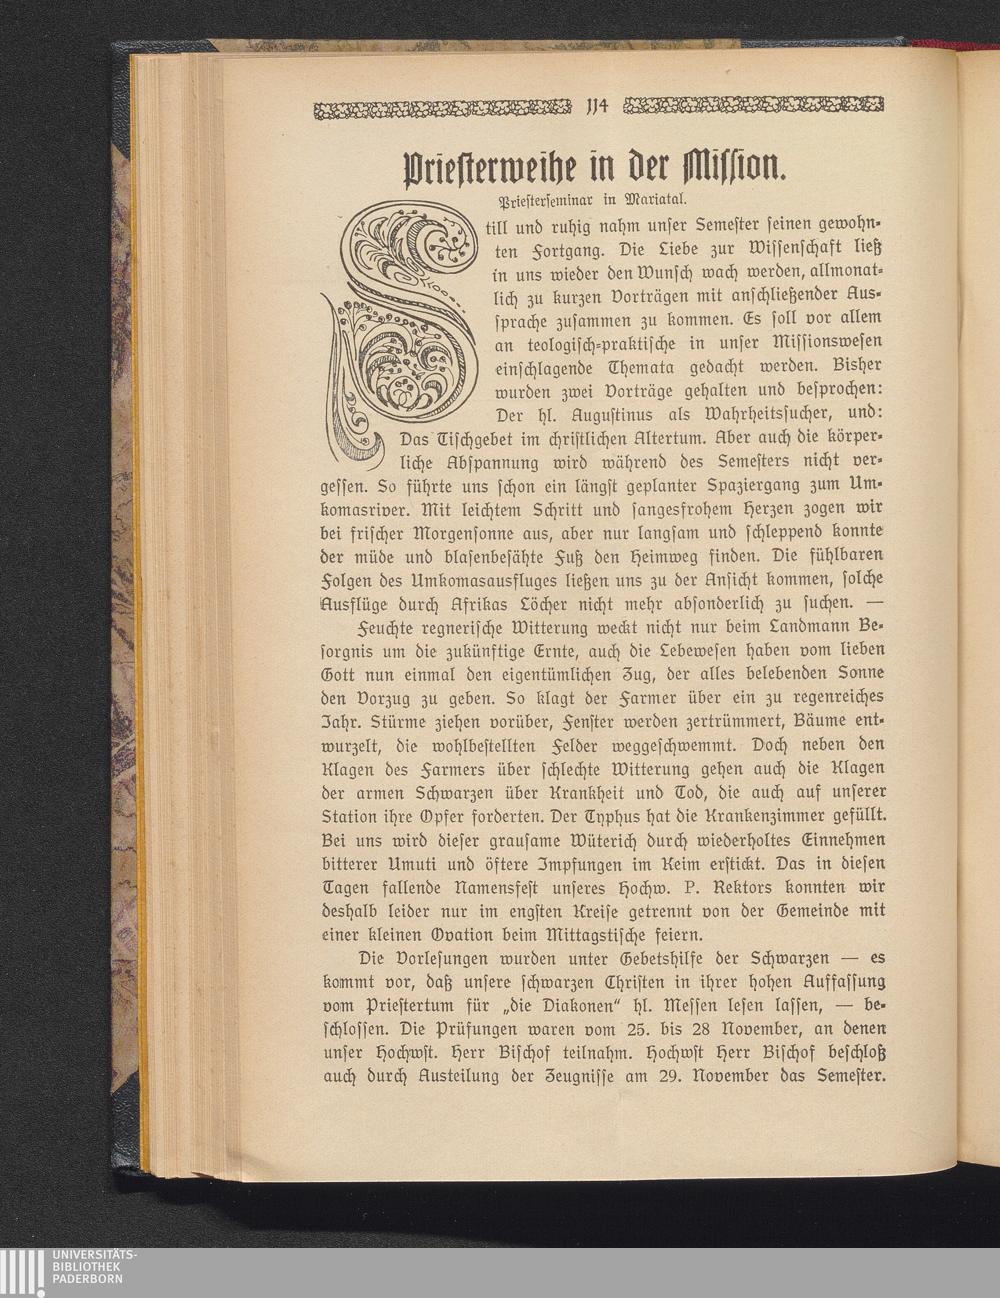 114
Priesterweihe in der Mission.
Priesterseminar in Mariatal.
Still und ruhig nahm unser Semester seinen gewohn-
ten Fortgang. Die Liebe zur Wissenschaft ließ
in uns wieder den Wunsch wach werden, allmonat-
lich zu kurzen Vorträgen mit anschließender Aus-
sprache zusammen zu kommen. Es soll vor allem
an teologisch-praktische in unser Missionswesen
einschlagende Themata gedacht werden. Bisher
wurden zwei Vorträge gehalten und besprochen:
Der hl. Augustinus als Wahrheitssucher, und:
Das Tischgebet im christlichen Altertum. Aber auch die körper-
liche Abspannung wird während des Semesters nicht ver-
gessen. So führte uns schon ein längst geplanter Spaziergang zum Um-
komasriver. Mit leichtem Schritt und sangesfrohem Herzen zogen wir
bei frischer Morgensonne aus, aber nur langsam und schleppend konnte
der müde und blasenbesähte Fuß den Heimweg finden. Die fühlbaren
Folgen des Umkomasausfluges ließen uns zu der Ansicht kommen, solche
Ausflüge durch Afrikas Löcher nicht mehr absonderlich zu suchen. —
Feuchte regnerische Witterung weckt nicht nur beim Landmann Be-
sorgnis um die zukünftige Ernte, auch die Lebewesen haben vom lieben
Gott nun einmal den eigentümlichen Zug, der alles belebenden Sonne
den Vorzug zu geben. So klagt der Farmer über ein zu regenreiches
Jahr. Stürme ziehen vorüber, Fenster werden zertrümmert, Bäume ent-
wurzelt, die wohlbestellten Felder weggeschwemmt. Doch neben den
Klagen des Farmers über schlechte Witterung gehen auch die Klagen
der armen Schwarzen über Krankheit und Tod, die auch auf unserer
Station ihre Opfer forderten. Der Typhus hat die Krankenzimmer gefüllt.
Bei uns wird dieser grausame Wüterich durch wiederholtes Einnehmen
bitterer Umuti und öftere Impfungen im Keim erstickt. Das in diesen
Tagen fallende Namensfest unseres Hochw. P. Rektors konnten wir
deshalb leider nur im engsten Kreise getrennt von der Gemeinde mit
einer kleinen Ovation beim Mittagstische feiern.
Die Vorlesungen wurden unter Gebetshilfe der Schwarzen — es
kommt vor, daß unsere schwarzen Christen in ihrer hohen Auffassung
vom Priestertum für „die Diakonen“ hl. Messen lesen lassen, — be-
schlossen. Die Prüfungen waren vom 25. bis 28 November, an denen
unser Hochwst. Herr Bischof teilnahm. Hochwst Herr Bischof beschloß
auch durch Austeilung der Zeugnisse am 29. November das Semester.
UNIVERSITÄTS-
BIBLIOTHEK
PADERBORN